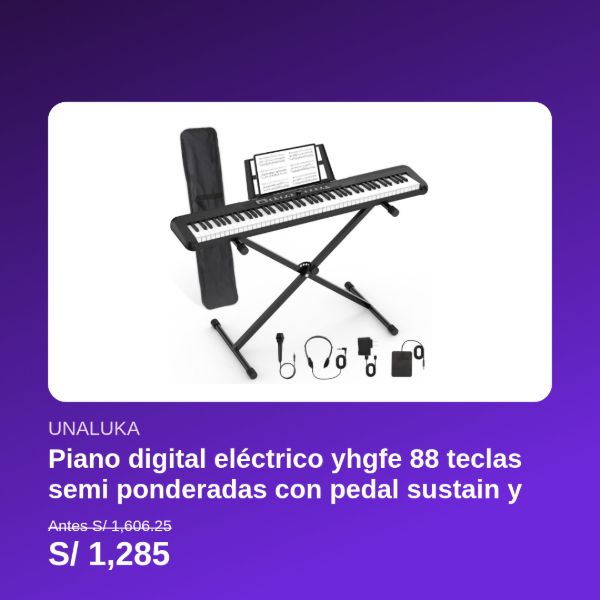 UNALUKA
Piano digital eléctrico yhgfe 88 teclas
semi ponderadas con pedal sustain y
Antes S/ 1,606.25
S/ 1,285